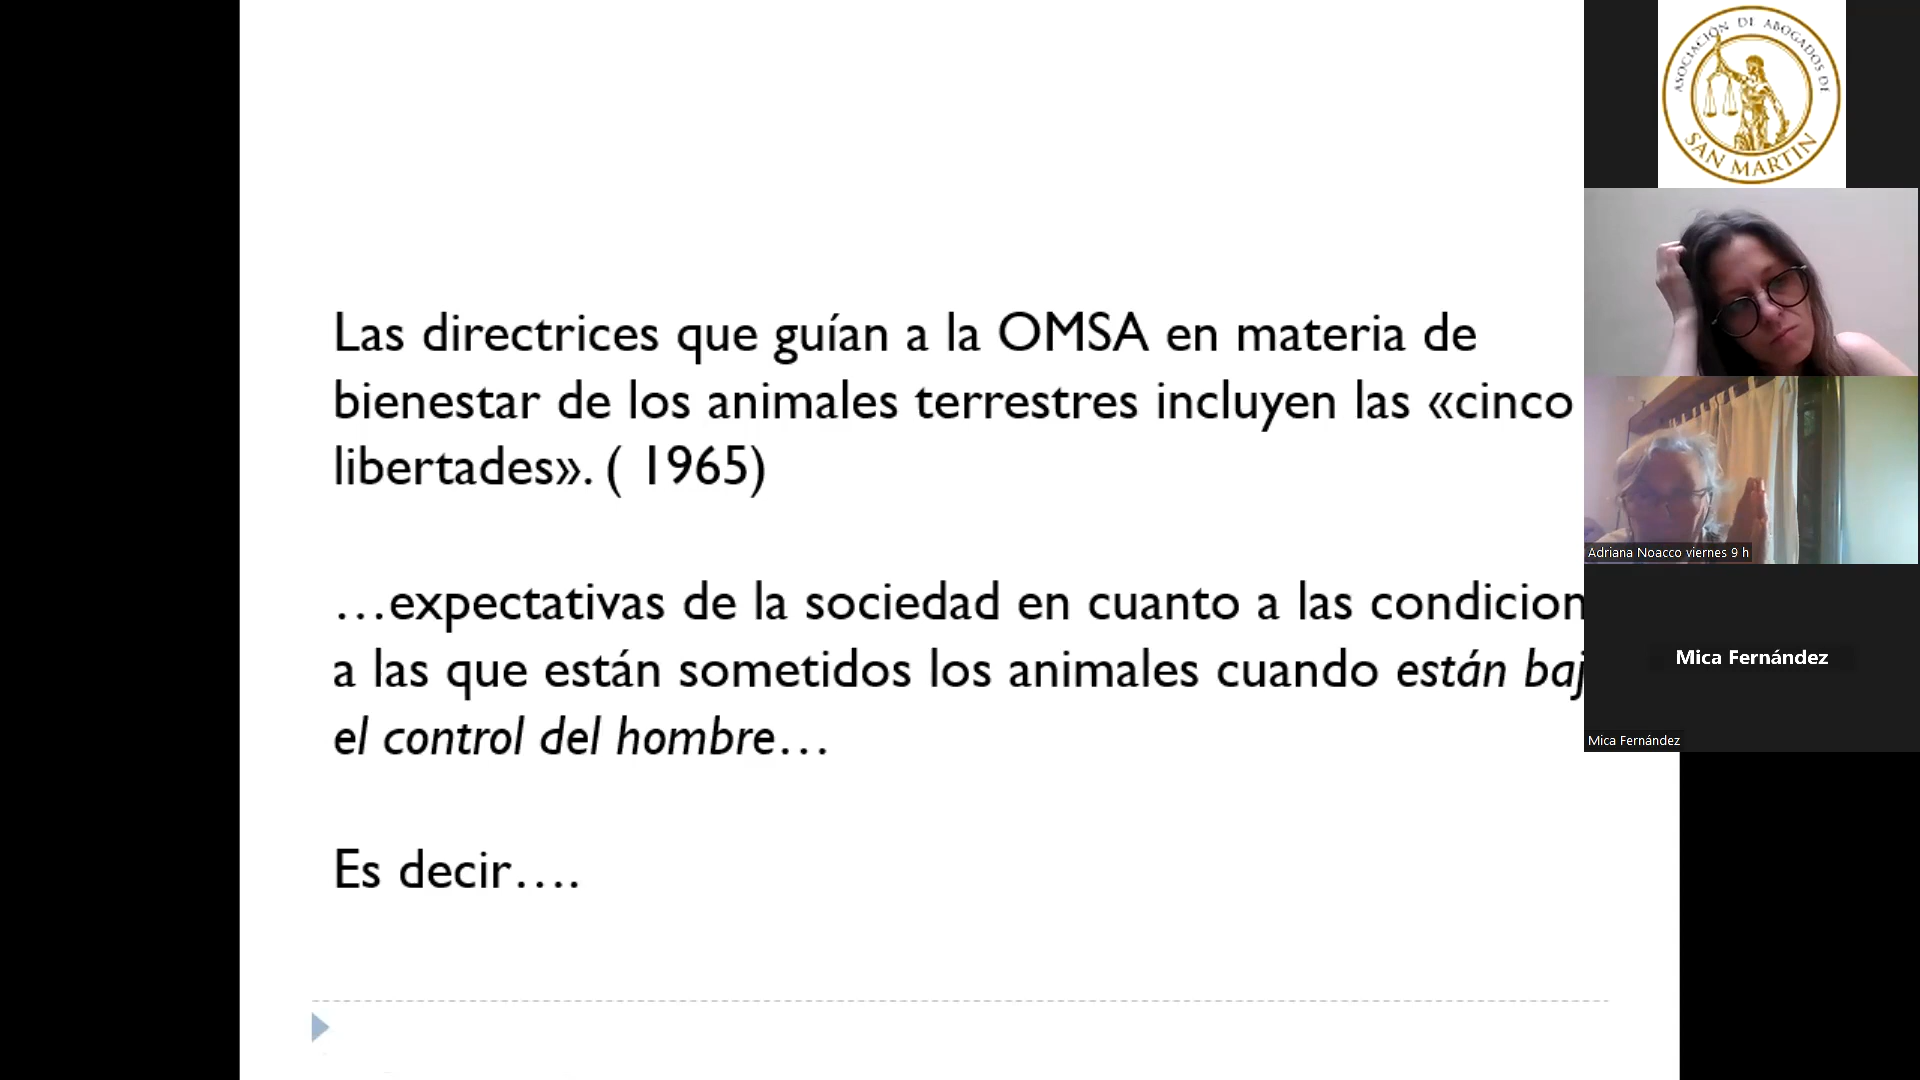 Las directrices que guían a la OMSA en materia de
bienestar de los animales terrestres incluyen las «cinco
libertades». ( 1965)
…expectativas de la sociedad en cuanto a las condicion
a las que están sometidos los animales cuando están baj
el control del hombre…
Es decir….
ASOCIACIÓN DE ABOGADOS DE
SAN MARTIN
Adriana Noacco viernes 9 h
Mica Fernández
Mica Fernández